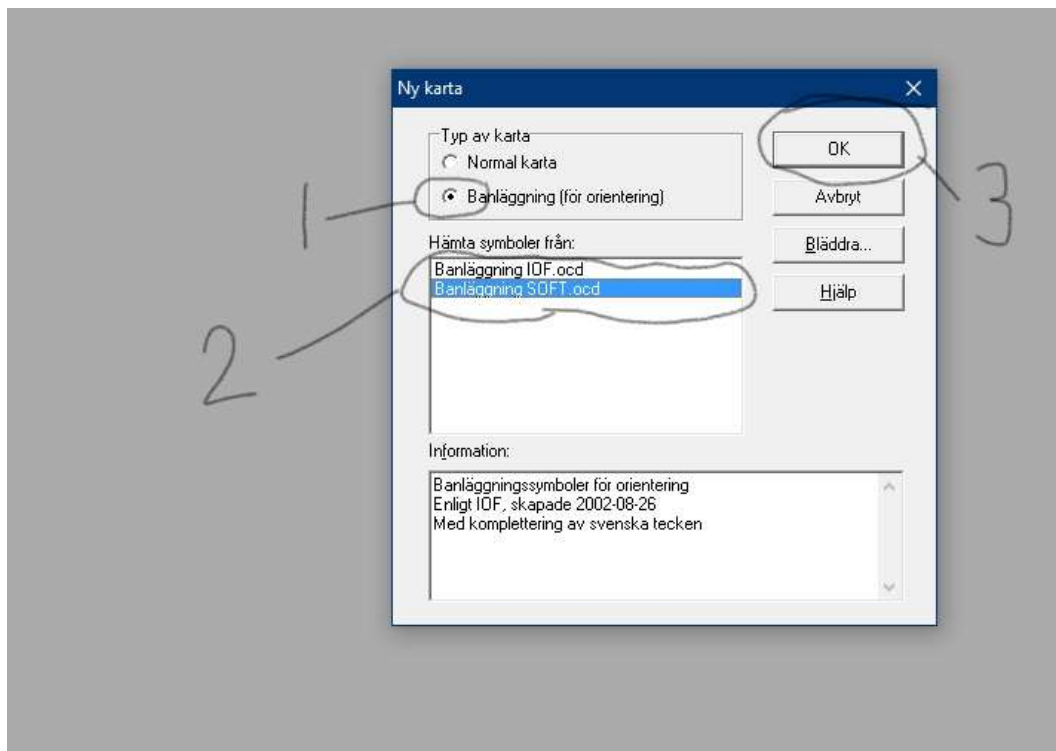 Ny karta
Typ av karta
Normal karta
Banläggning (för orientering)
OK
Avbryt
Bläddra...
Hjälp
Hämta symboler från:
Banläggning IOF.ocd
Banläggning SOFT.ocd
Information:
Banläggningssymboler för orientering
Enligt IOF, skapade 2002-08-26
Med komplettering av svenska tecken
1
2
3